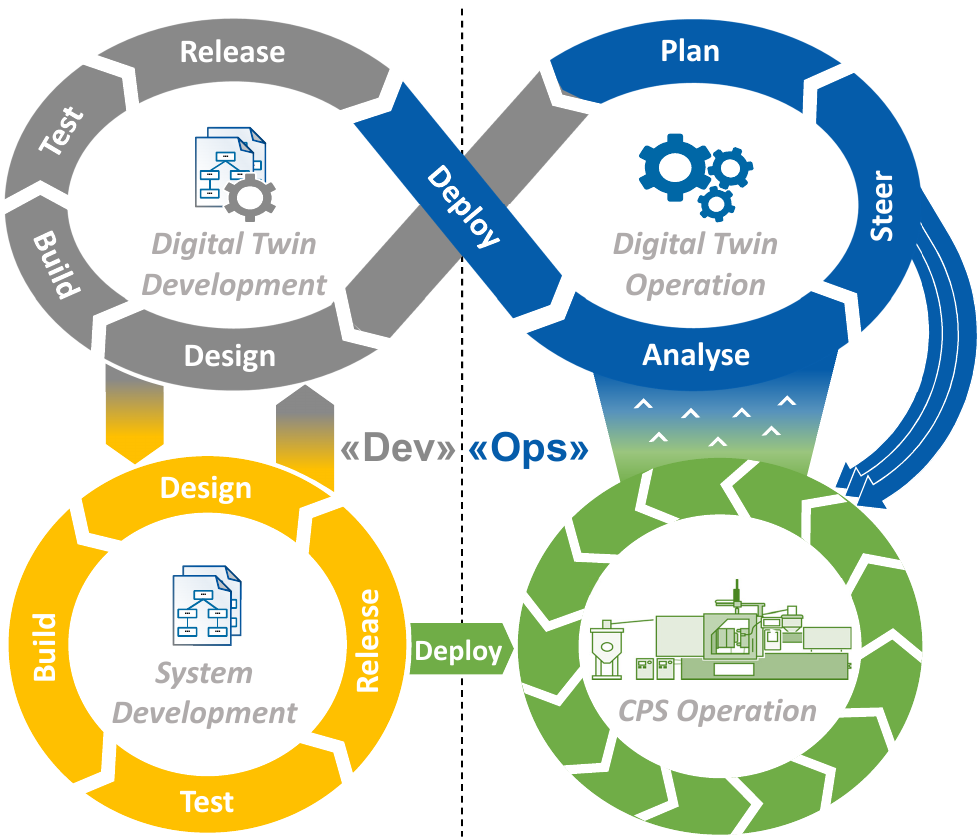 Release
Test
Build
Design
Digital Twin
Development
Deploy
Plan
Steer
Analyse
Digital Twin
Operation
«Dev»
«Ops»
Design
Build
Test
Release
System
Development
Deploy
CPS Operation